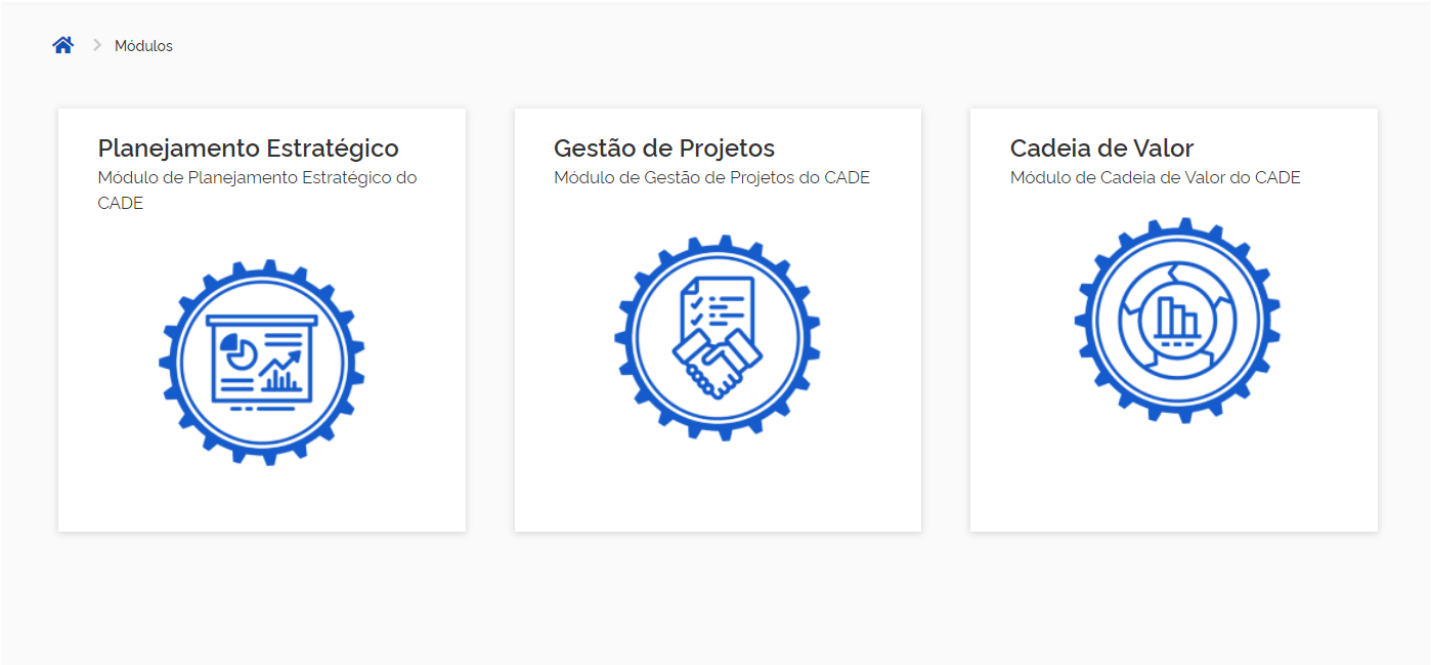 Módulos
Planejamento Estratégico
Módulo de Planejamento Estratégico do
CADE
Gestão de Projetos
Módulo de Gestão de Projetos do CADE
Cadeia de Valor
Módulo de Cadeia de Valor do CADE